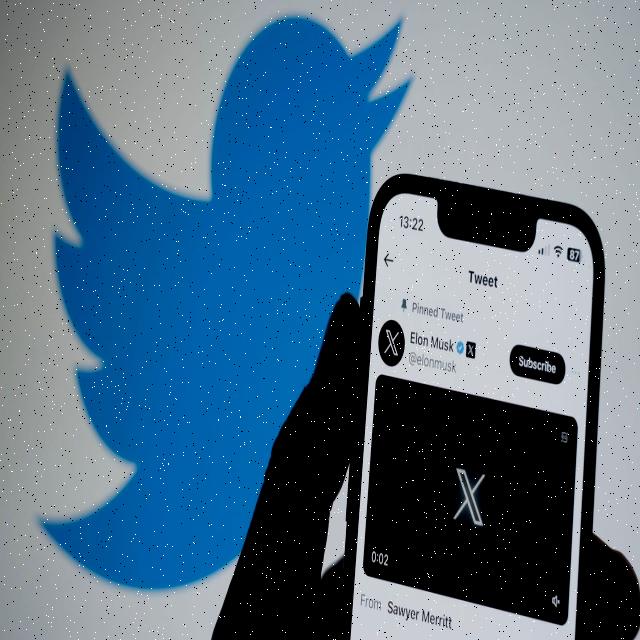 13:22
87
Tweet
Pinned Tweet
Elon Musk
@elonmusk
Subscribe
X
0:02
From Sawyer Merritt